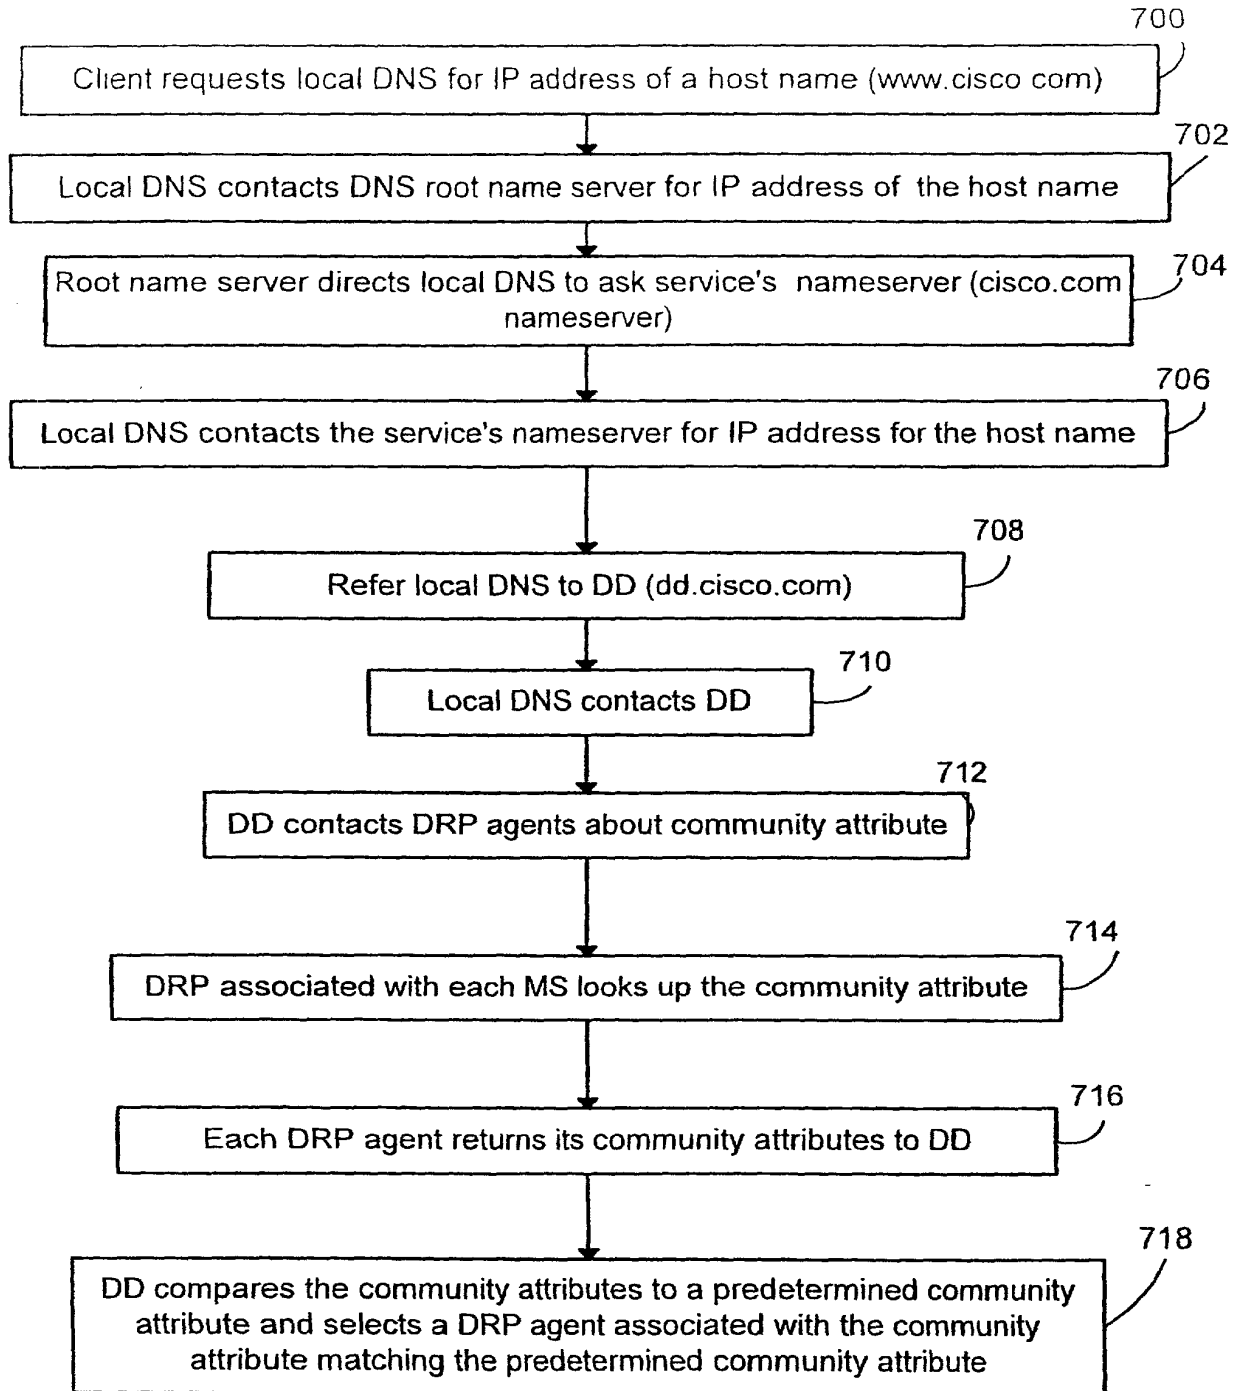 700
Client requests local DNS for IP address of a host name (www.cisco com)
702
Local DNS contacts DNS root name server for IP address of the host name
704
Root name server directs local DNS to ask service's nameserver (cisco.com
nameserver)
706
Local DNS contacts the service's nameserver for IP address for the host name
708
Refer local DNS to DD (dd.cisco.com)
710
Local DNS contacts DD
712
DD contacts DRP agents about community attribute
714
DRP associated with each MS looks up the community attribute
716
Each DRP agent returns its community attributes to DD
718
DD compares the community attributes to a predetermined community
attribute and selects a DRP agent associated with the community
attribute matching the predetermined community attribute